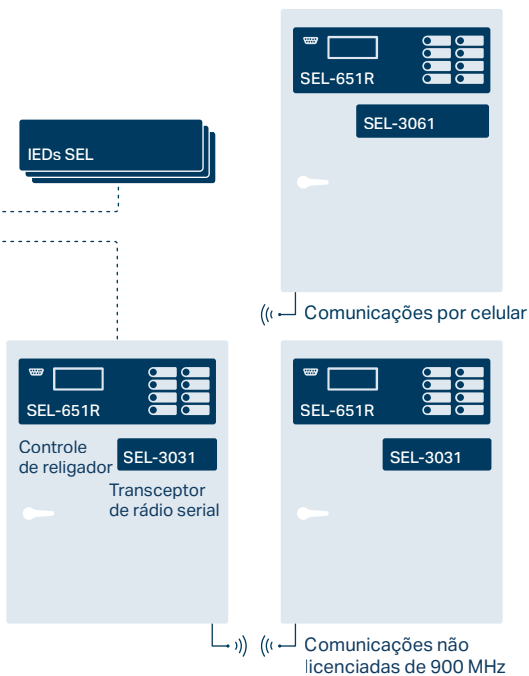 SEL-651R
SEL-3061
IEDs SEL
Comunicações por celular
SEL-651R
Controle
de religador
SEL-3031
Transceptor
de rádio serial
SEL-651R
SEL-3031
Comunicações não
licenciadas de 900 MHz